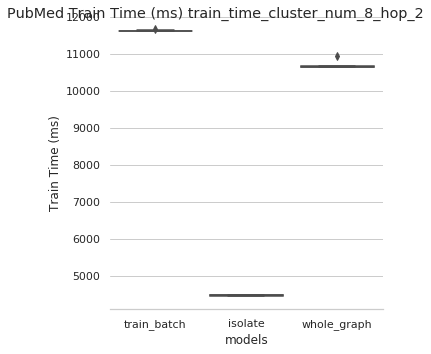 PubMed Train Time (ms) train_time_cluster_num_8_hop_2
12000
11000
10000
9000
8000
7000
6000
5000
Train Time (ms)
train_batch isolate whole_graph
models